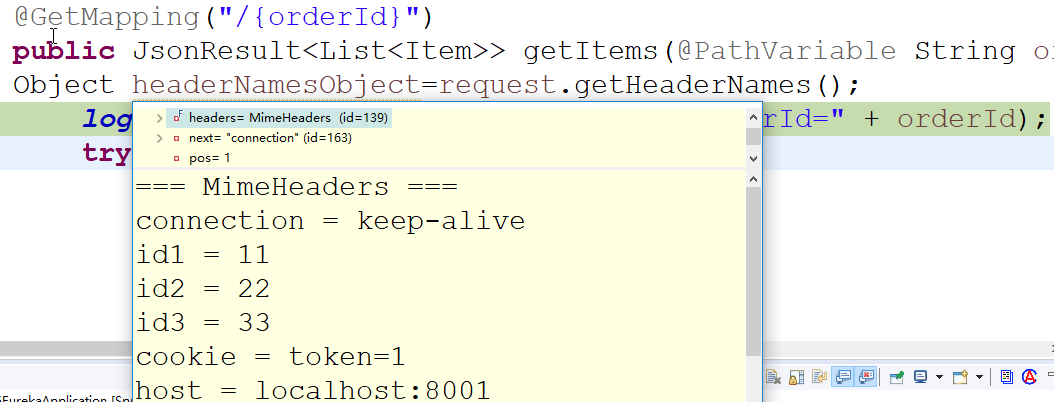 @GetMapping("/{orderId}")
public JsonResult<List<Item>> getItems(@PathVariable String or
Object headerNamesObject=request.getHeaderNames();
log rId=" + orderId);
try
headers= MimeHeaders (id=139)
next= "connection" (id=163)
pos= 1
=== MimeHeaders ===
connection = keep-alive
id1 = 11
id2 = 22
id3 = 33
cookie = token=1
host = localhost:8001